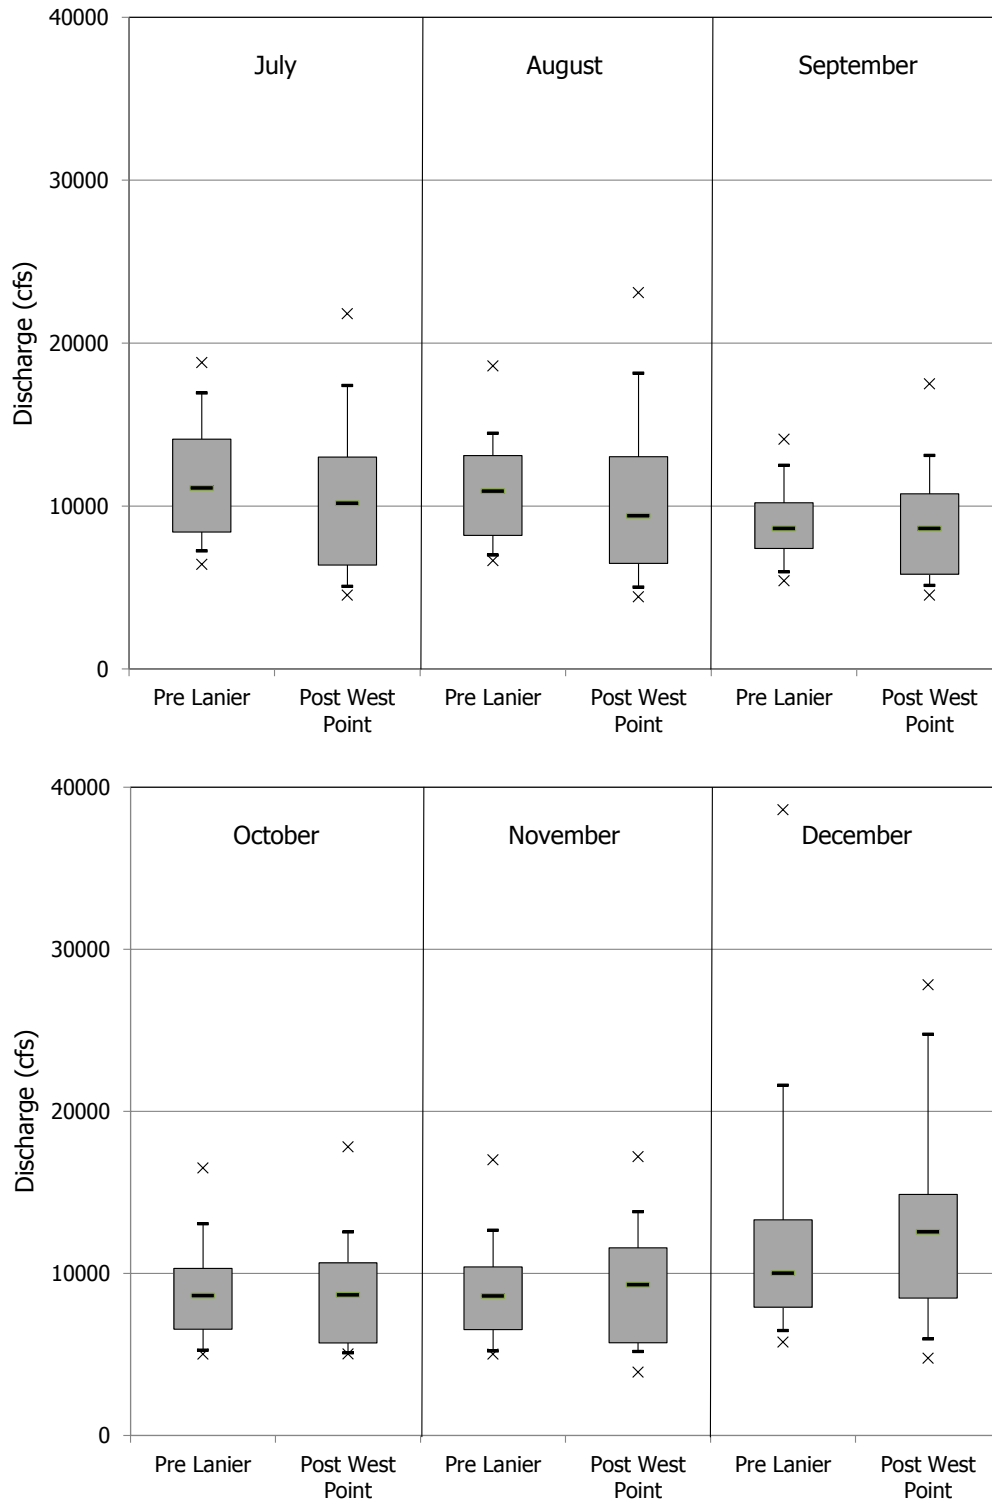 40000
July
August
September
30000
Discharge (cfs)
20000
10000
0
Pre Lanier
Post West
Point
Pre Lanier
Post West
Point
Pre Lanier
Post West
Point
40000
October
November
December
30000
Discharge (cfs)
20000
10000
0
Pre Lanier
Post West
Point
Pre Lanier
Post West
Point
Pre Lanier
Post West
Point